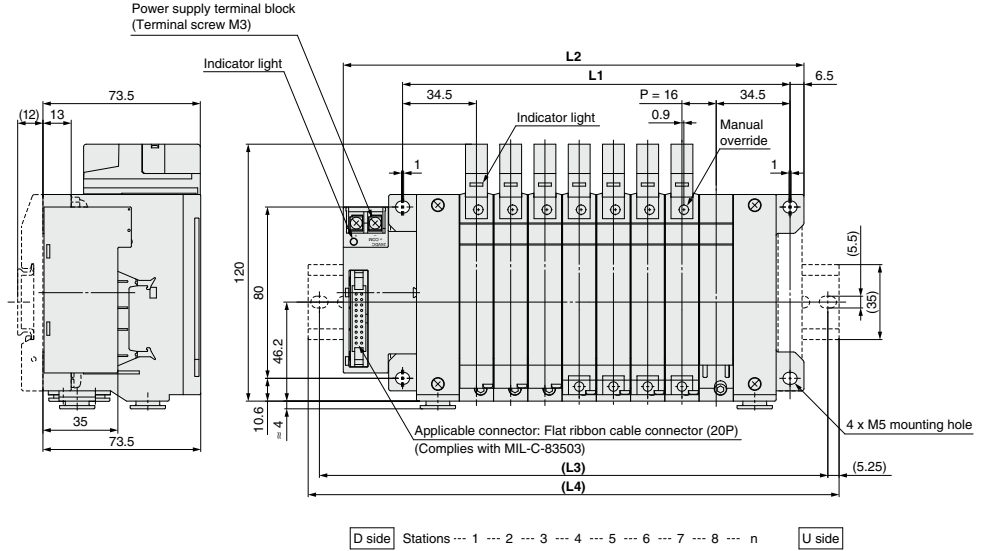 Power supply terminal block
(Terminal screw M3)
Indicator light
L2
L1
6.5
73.5
(12)
13
34.5
P = 16
34.5
0.9
Indicator light
Manual
override
1
1
120
80
46.2
10.6
≈ 4
(5.5)
(35)
35
73.5
Applicable connector: Flat ribbon cable connector (20P)
(Complies with MIL-C-83503)
4 x M5 mounting hole
(L3)
(5.25)
(L4)
D side Stations --- 1 --- 2 --- 3 --- 4 --- 5 --- 6 --- 7 --- 8 --- n U side